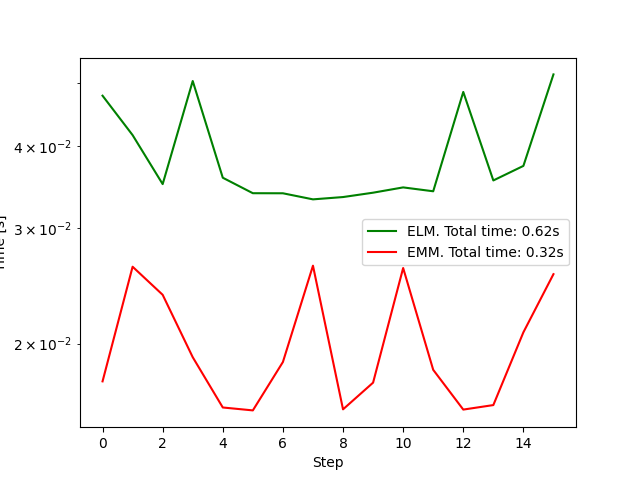 4 × 10⁻²
3 × 10⁻²
2 × 10⁻²
Time [s]
ELM. Total time: 0.62s
EMM. Total time: 0.32s
0 2 4 6 8 10 12 14
Step